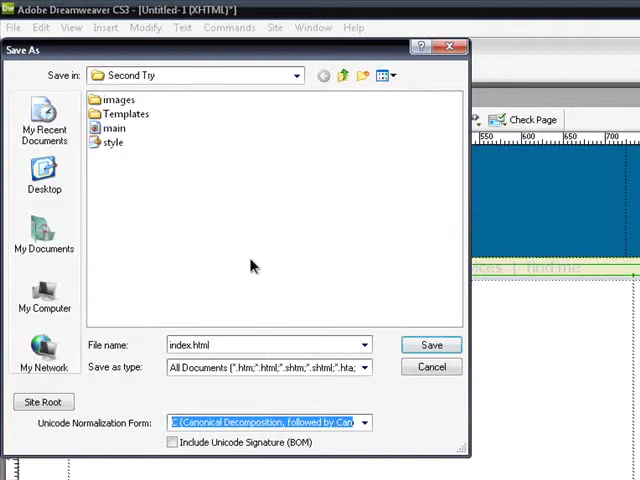 Adobe Dreamweaver CS3 - [Untitled-1 (XHTML)*]
File Edit View Insert Modify Text Commands Site Window Help
Save As
Save in: Second Try
images
Templates
main
style
My Recent Documents
Desktop
My Documents
My Computer
My Network
File name: index.html Save
Save as type: All Documents (*.htm;*.html;*.shtm;*.shtml;*.hta; Cancel
Site Root
Unicode Normalization Form: C (Canonical Decomposition, followed by Can
Include Unicode Signature (BOM)
Check Page
550 600 650 700
| find me